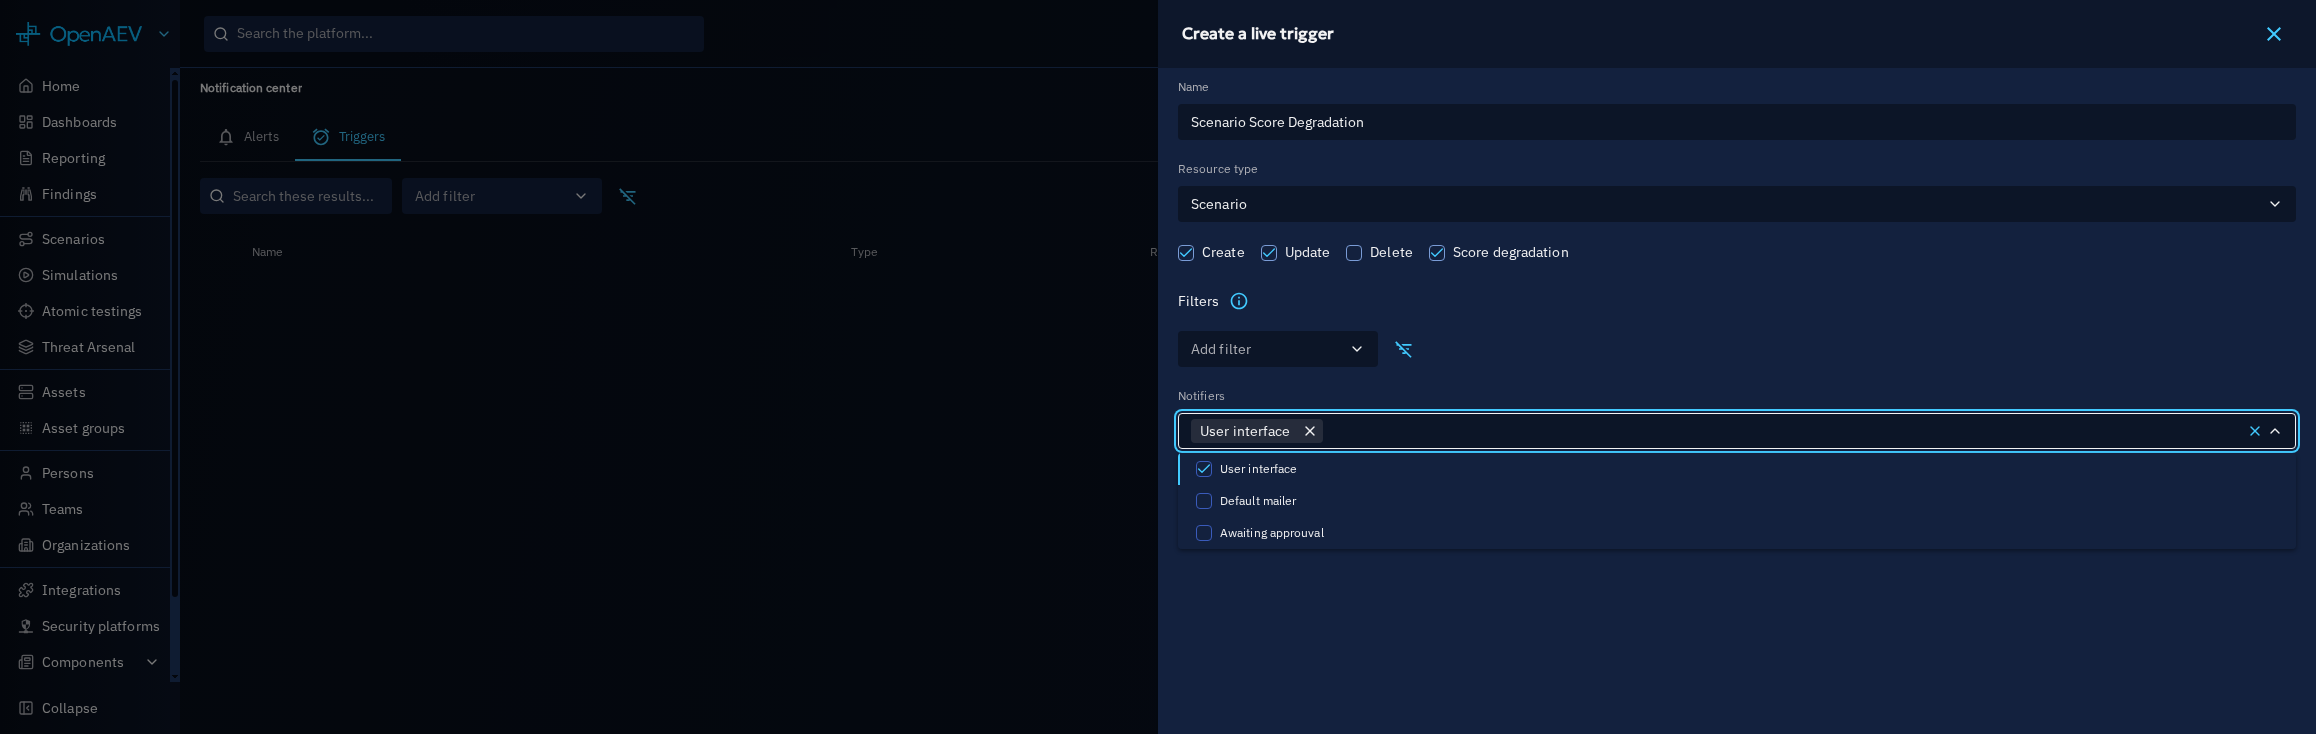 OpenAEV
Search the platform...
Home
Dashboards
Reporting
Findings
Scenarios
Simulations
Atomic testings
Threat Arsenal
Assets
Asset groups
Persons
Teams
Organizations
Integrations
Security platforms
Components
Collapse
Notification center
Alerts
Triggers
Search these results...
Add filter
Name
Type
R
Create a live trigger
Name
Scenario Score Degradation
Resource type
Scenario
Create
Update
Delete
Score degradation
Filters
Add filter
Notifiers
User interface
User interface
Default mailer
Awaiting approuval